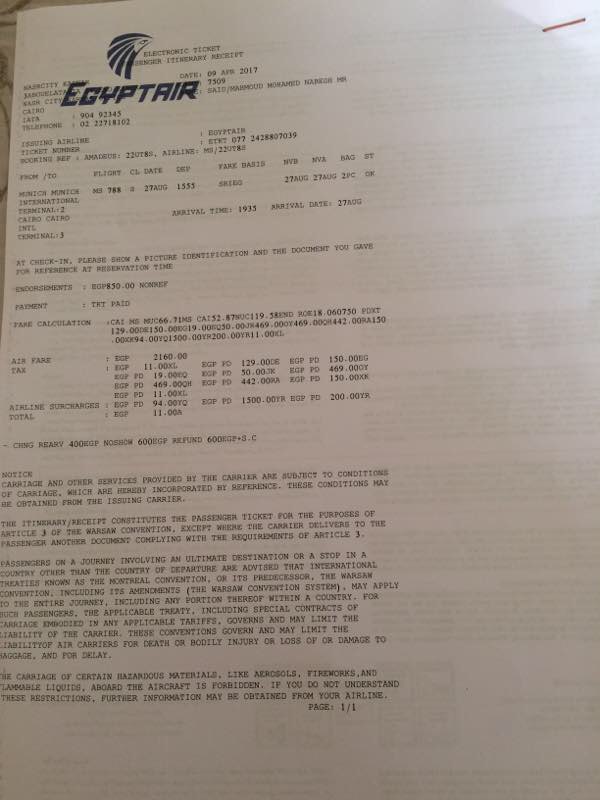 ELECTRONIC TICKET
SENGER ITINERARY RECEIPT
EGYPTAIR
DATE: 09 APR 2017
7509
NASR CITY
: SAID/MAHMOUD MOHAMED NABEGH MR
CAIRO
IATA : 904 92345
TELEPHONE : 02 22718102
ISSUING AIRLINE : EGYPTAIR
TICKET NUMBER : ETKT 077 2428807039
BOOKING REF : AMADEUS: 22UT8S, AIRLINE: MS/22UT8S
FROM /TO FLIGHT CL DATE DEP FARE BASIS NVB NVA BAG ST
MUNICH MUNICH MS 788 S 27AUG 1555 SRIEG 27AUG 27AUG 2PC OK
INTERNATIONAL
TERMINAL:2
CAIRO CAIRO ARRIVAL TIME: 1935 ARRIVAL DATE: 27AUG
INTL
TERMINAL:3
AT CHECK-IN, PLEASE SHOW A PICTURE IDENTIFICATION AND THE DOCUMENT YOU GAVE
FOR REFERENCE AT RESERVATION TIME
ENDORSEMENTS : EGP850.00 NONREF
PAYMENT : TKT PAID
FARE CALCULATION :CAI MS MUC66.71MS CAI52.87NUC119.58END ROE18.060750 PDXT
129.00DE150.00EG19.00EQ50.00JK469.00OY469.00QH442.00RA150
.00XK94.00YQ1500.00YR200.00YR11.00XL
AIR FARE : EGP 2160.00
TAX : EGP 11.00XL EGP PD 129.00DE EGP PD 150.00EG
EGP PD 19.00EQ EGP PD 50.00JK EGP PD 469.00OY
EGP PD 469.00QH EGP PD 442.00RA EGP PD 150.00XK
EGP PD 11.00XL
AIRLINE SURCHARGES : EGP PD 94.00YQ EGP PD 1500.00YR EGP PD 200.00YR
TOTAL : EGP 11.00A
- CHNG REARV 400EGP NOSHOW 600EGP REFUND 600EGP+S.C
NOTICE
CARRIAGE AND OTHER SERVICES PROVIDED BY THE CARRIER ARE SUBJECT TO CONDITIONS
OF CARRIAGE, WHICH ARE HEREBY INCORPORATED BY REFERENCE. THESE CONDITIONS MAY
BE OBTAINED FROM THE ISSUING CARRIER.
THE ITINERARY/RECEIPT CONSTITUTES THE PASSENGER TICKET FOR THE PURPOSES OF
ARTICLE 3 OF THE WARSAW CONVENTION, EXCEPT WHERE THE CARRIER DELIVERS TO THE
PASSENGER ANOTHER DOCUMENT COMPLYING WITH THE REQUIREMENTS OF ARTICLE 3.
PASSENGERS ON A JOURNEY INVOLVING AN ULTIMATE DESTINATION OR A STOP IN A
COUNTRY OTHER THAN THE COUNTRY OF DEPARTURE ARE ADVISED THAT INTERNATIONAL
TREATIES KNOWN AS THE MONTREAL CONVENTION, OR ITS PREDECESSOR, THE WARSAW
CONVENTION, INCLUDING ITS AMENDMENTS (THE WARSAW CONVENTION SYSTEM), MAY APPLY
TO THE ENTIRE JOURNEY, INCLUDING ANY PORTION THEREOF WITHIN A COUNTRY. FOR
SUCH PASSENGERS, THE APPLICABLE TREATY, INCLUDING SPECIAL CONTRACTS OF
CARRIAGE EMBODIED IN ANY APPLICABLE TARIFFS, GOVERNS AND MAY LIMIT THE
LIABILITY OF THE CARRIER. THESE CONVENTIONS GOVERN AND MAY LIMIT THE
LIABILITYOF AIR CARRIERS FOR DEATH OR BODILY INJURY OR LOSS OF OR DAMAGE TO
BAGGAGE, AND FOR DELAY.
THE CARRIAGE OF CERTAIN HAZARDOUS MATERIALS, LIKE AEROSOLS, FIREWORKS,AND
FLAMMABLE LIQUIDS, ABOARD THE AIRCRAFT IS FORBIDDEN. IF YOU DO NOT UNDERSTAND
THESE RESTRICTIONS, FURTHER INFORMATION MAY BE OBTAINED FROM YOUR AIRLINE.
PAGE: 1/1